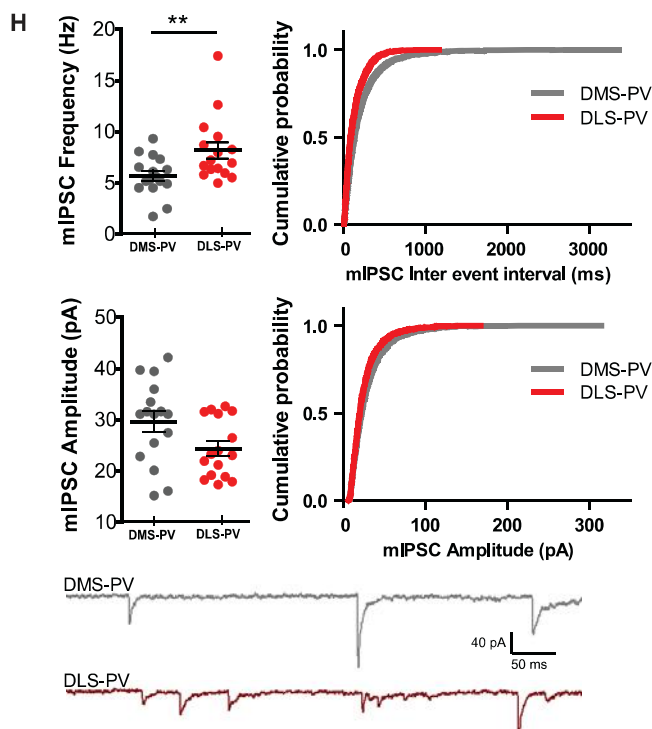 H
**
mIPSC Frequency (Hz)
20
15
10
5
0
DMS-PV
DLS-PV
Cumulative probability
1.0
0.5
0.0
DMS-PV
DLS-PV
0
1000
2000
3000
mIPSC Inter event interval (ms)
mIPSC Amplitude (pA)
50
40
30
20
10
DMS-PV
DLS-PV
Cumulative probability
1.0
0.5
0.0
DMS-PV
DLS-PV
0
100
200
300
mIPSC Amplitude (pA)
DMS-PV
40 pA
50 ms
DLS-PV